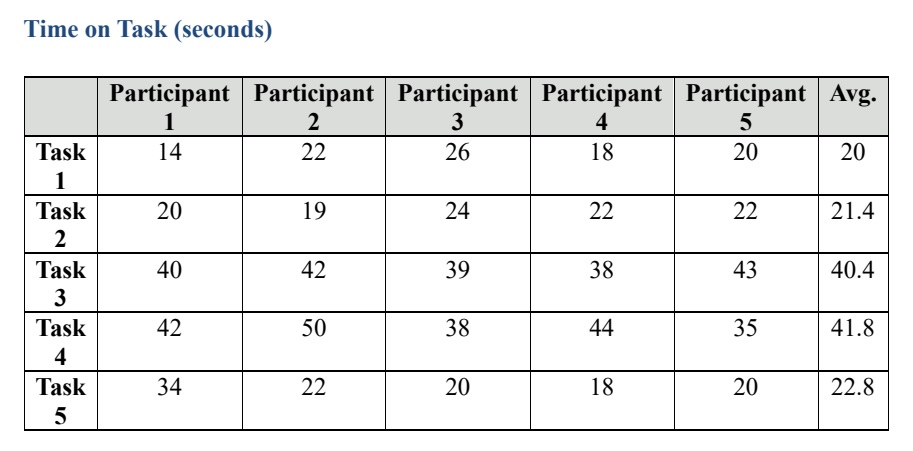 Time on Task (seconds)
Participant 1 Participant 2 Participant 3 Participant 4 Participant 5 Avg.
Task 1 14 22 26 18 20 20
Task 2 20 19 24 22 22 21.4
Task 3 40 42 39 38 43 40.4
Task 4 42 50 38 44 35 41.8
Task 5 34 22 20 18 20 22.8